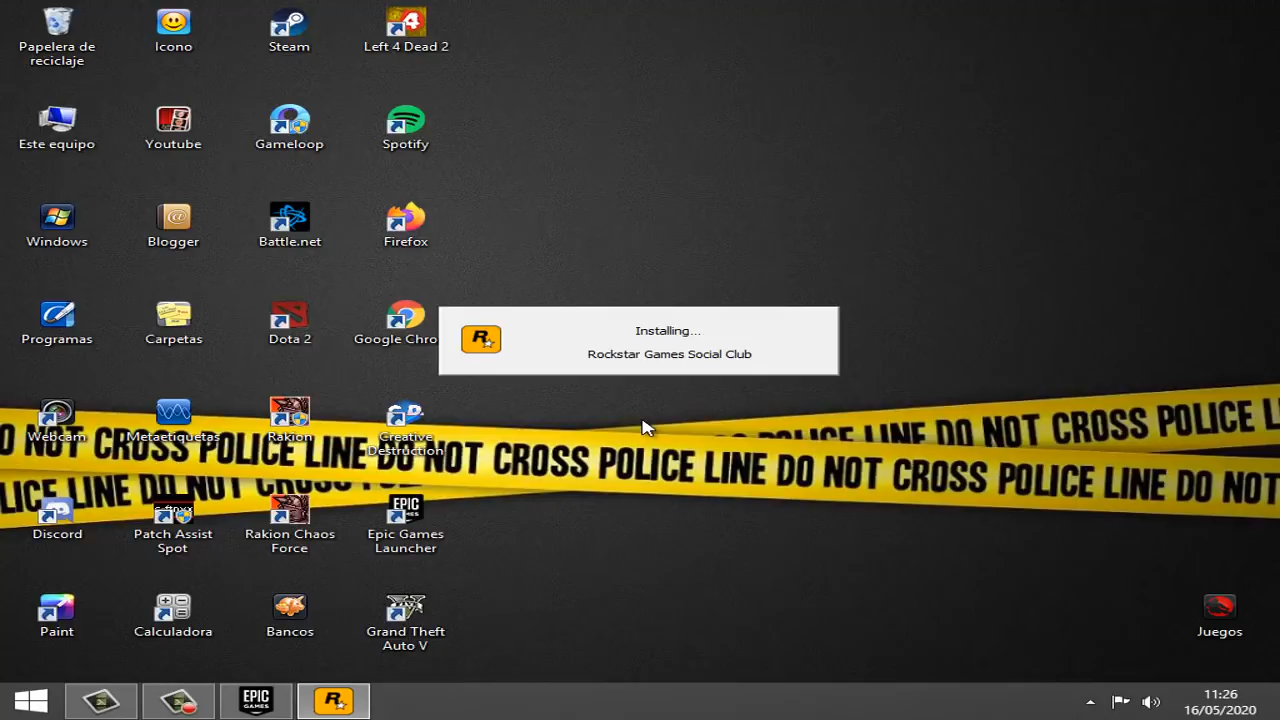 Papelera de
reciclaje
Icono
Steam
4
Left 4 Dead 2
Este equipo
Youtube
Gameloop
Spotify
Windows
Blogger
Battle.net
Firefox
Programas
Carpetas
Dota 2
Google Chro
Installing...
Rockstar Games Social Club
R
Webcam
Metaetiquetas
Rakion
Creative
Destruction
O NOT CROSS POLICE LINE DO NOT CROSS POLICE LINE DO NOT CROSS POLICE LINE DO NOT
POLICE LINE DO NOT CROSS POLICE LI
LICE LINE DO NOT CROSS
Discord
Patch Assist
Spot
Rakion Chaos
Force
EPIC
Epic Games
Launcher
Paint
Calculadora
Bancos
Grand Theft
Auto V
Juegos
EPIC
GAMES
R
11:26
16/05/2020